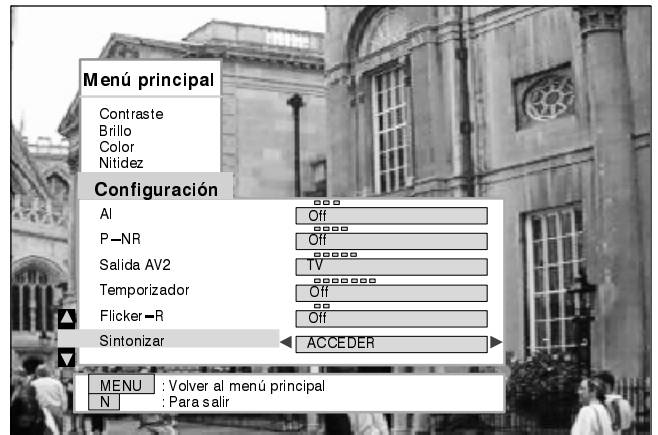 Menú principal
Contraste
Brillo
Color
Nitidez
Configuración
AI Off
P-NR Off
Salida AV2 TV
Temporizador Off
Flicker-R Off
Sintonizar ACCEDER
MENU : Volver al menú principal
N : Para salir